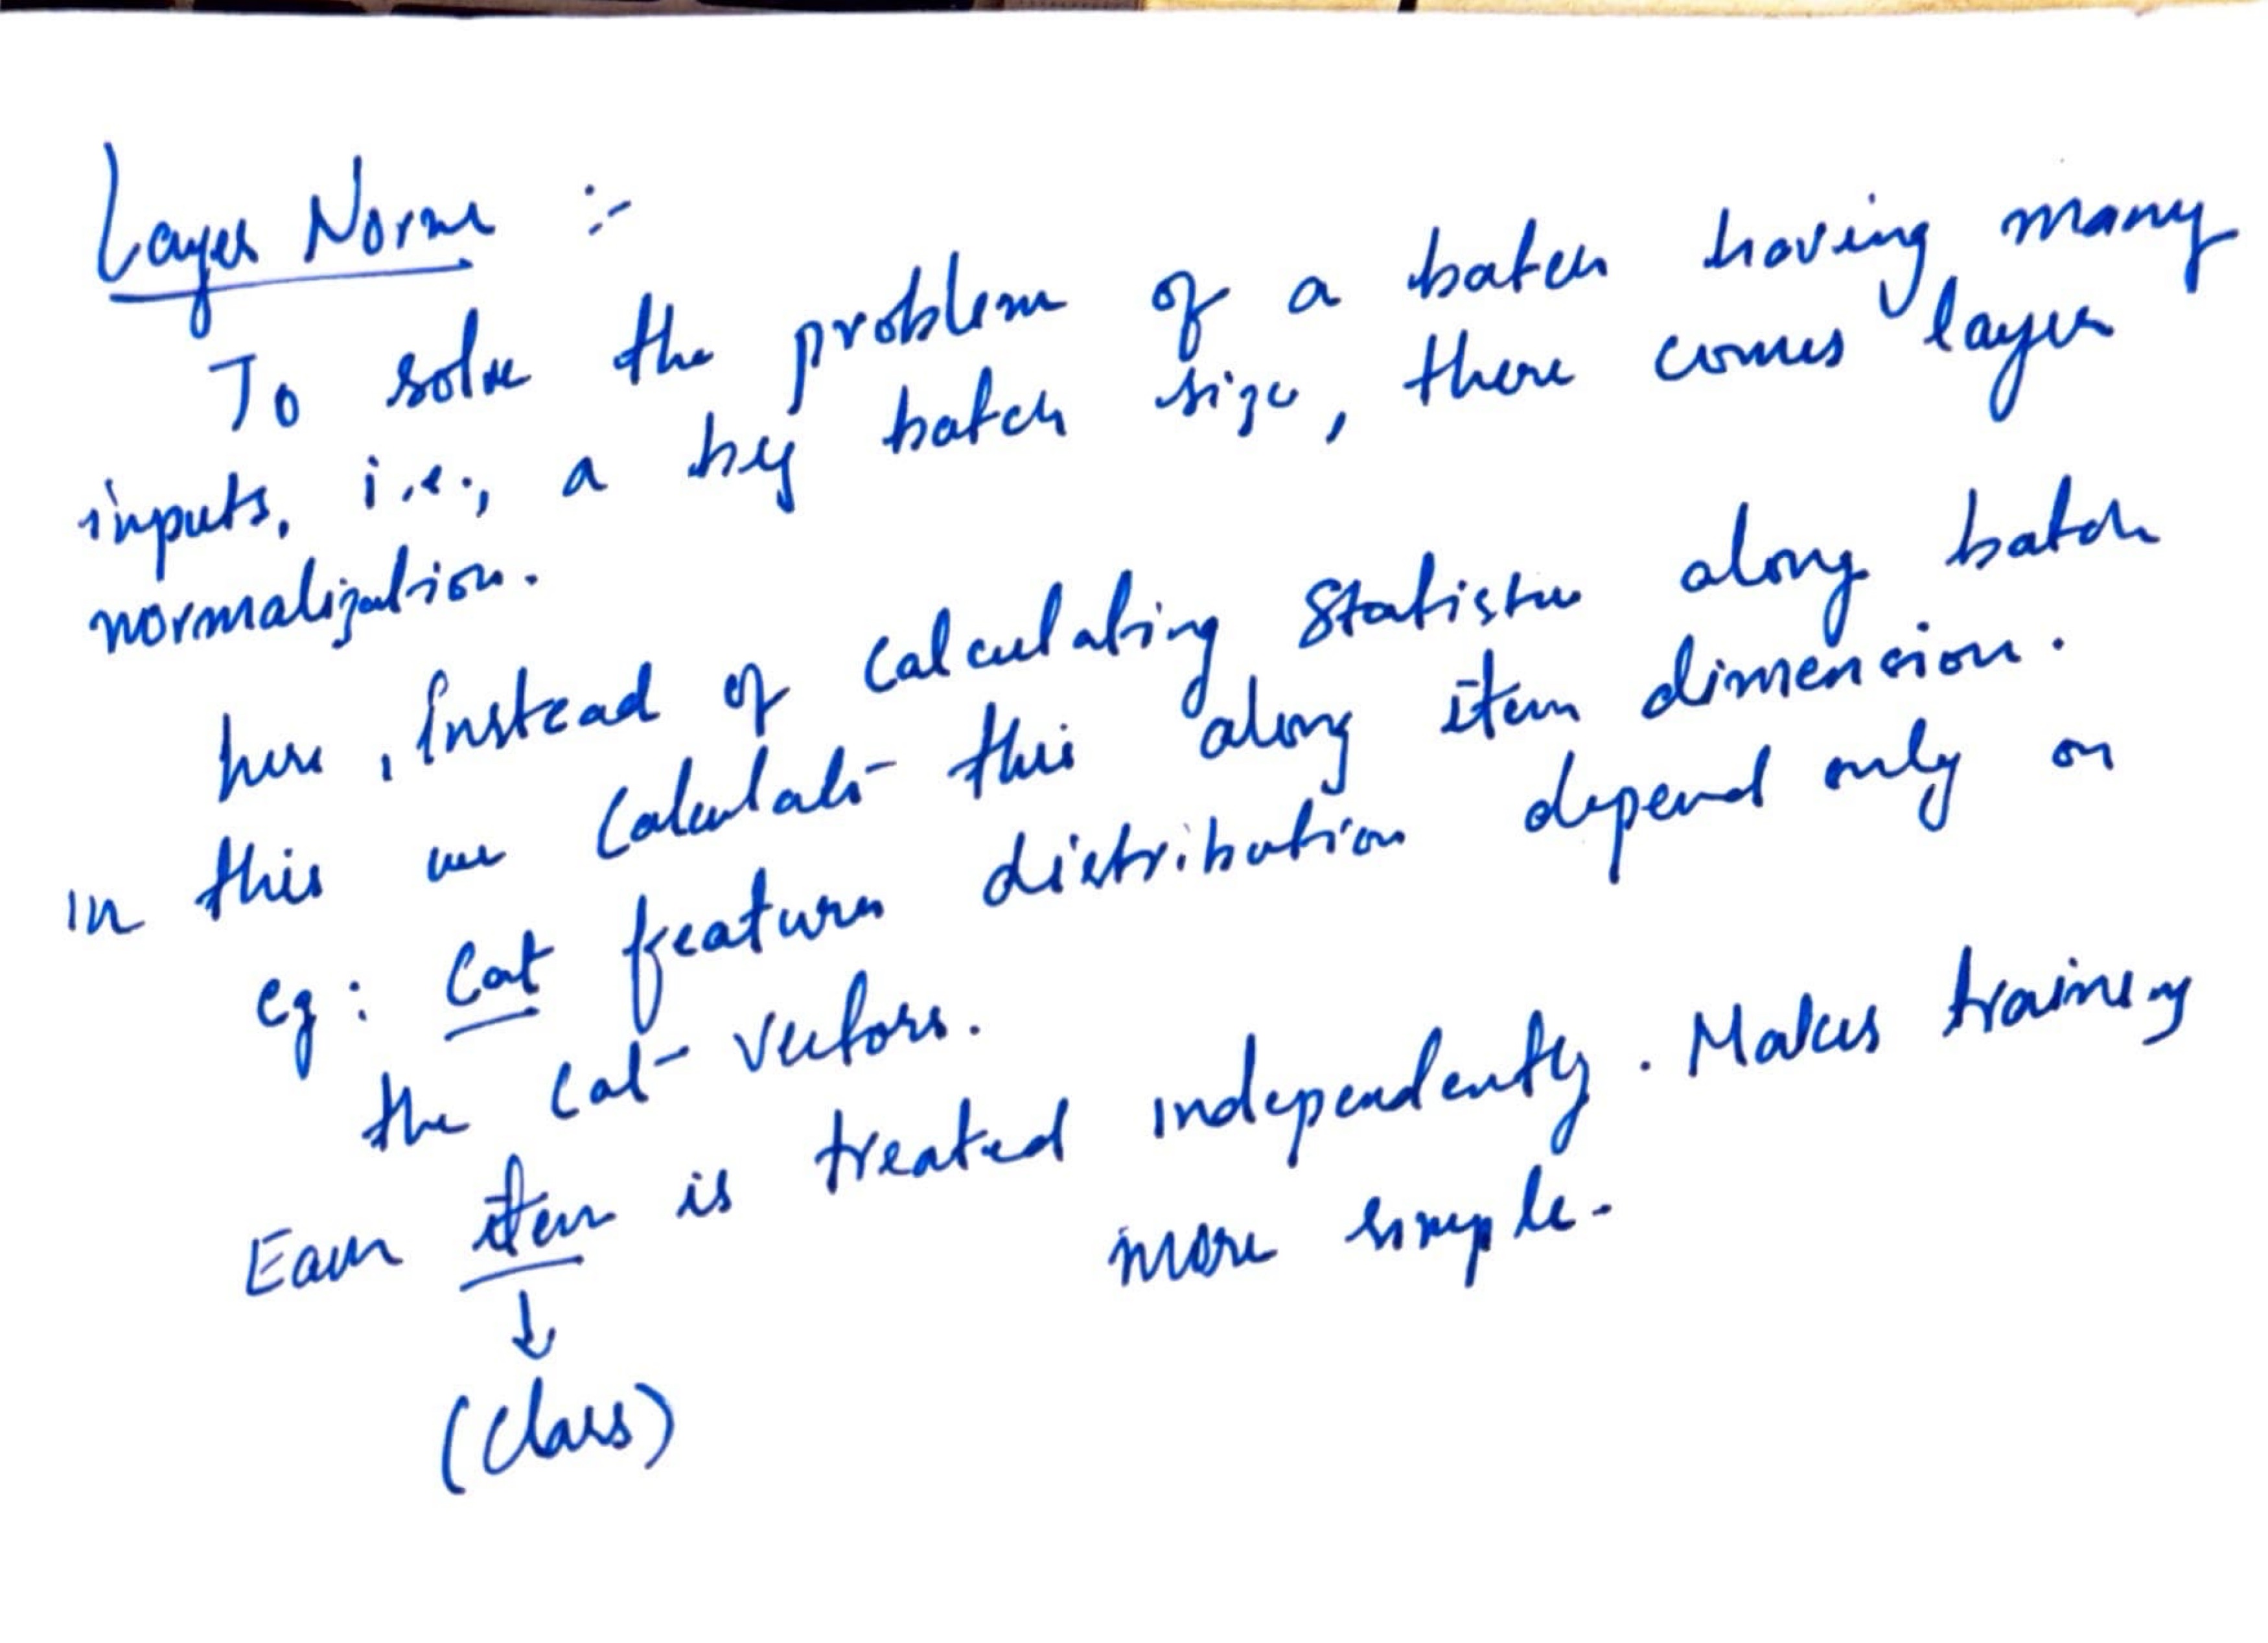 Layer Norm :-
To solve the problem of a batch having many
inputs. i.e., a big batch size, there comes layer
normalization.
here, instead of calculating statistics along batch
in this we calculate this along item dimension.
eg: Cat features distribution depend only on
the Cat vectors.
Each item is treated independently. Makes training
more simple.
↓
(Class)